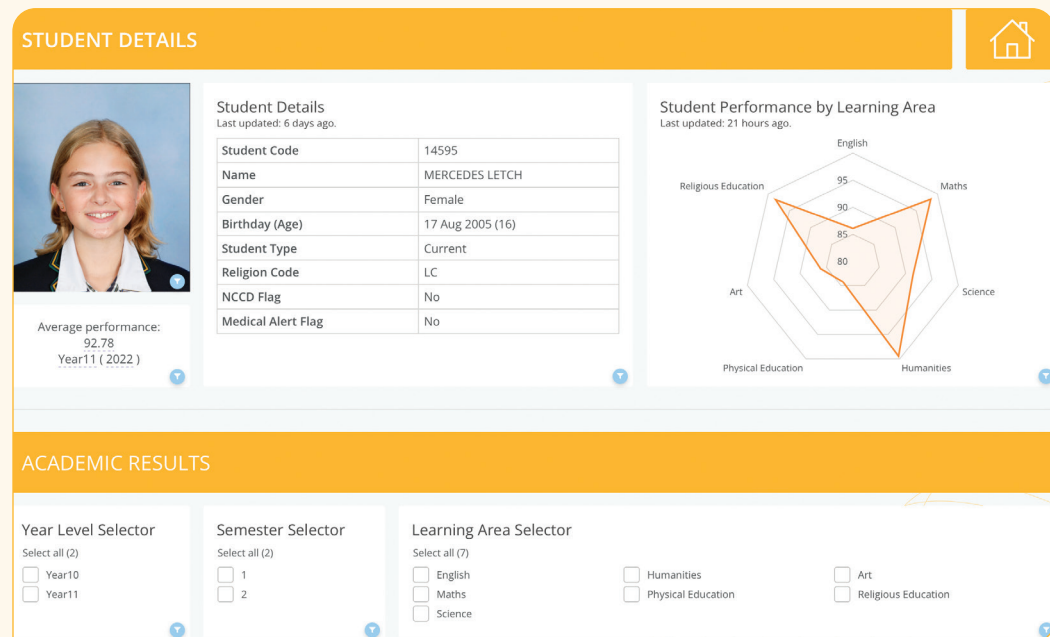 STUDENT DETAILS
Average performance:
92.78
Year11 ( 2022 )
Student Details
Last updated: 6 days ago.
Student Code 14595
Name MERCEDES LETCH
Gender Female
Birthday (Age) 17 Aug 2005 (16)
Student Type Current
Religion Code LC
NCCD Flag No
Medical Alert Flag No
Student Performance by Learning Area
Last updated: 21 hours ago.
English
Religious Education
95
Maths
90
85
80
Art
Science
Physical Education
Humanities
ACADEMIC RESULTS
Year Level Selector
Select all (2)
Year10
Year11
Semester Selector
Select all (2)
1
2
Learning Area Selector
Select all (7)
English
Maths
Science
Humanities
Physical Education
Art
Religious Education